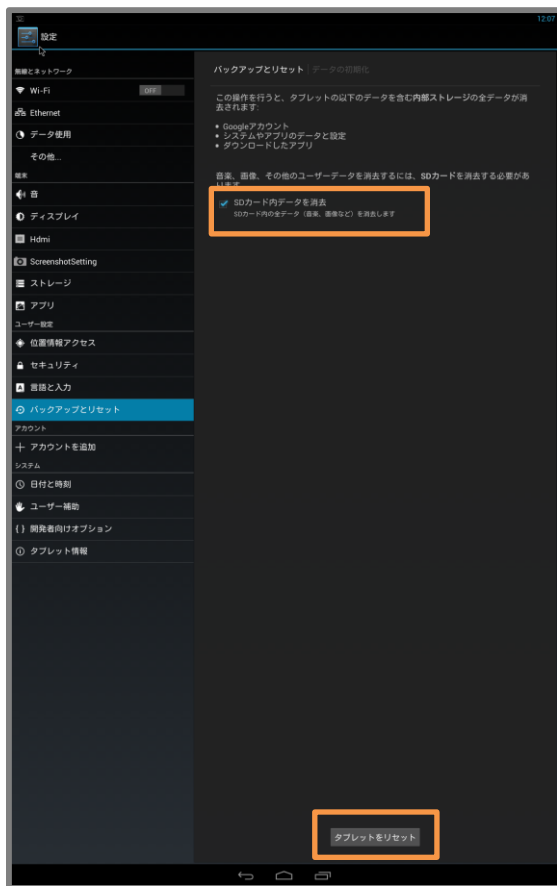 12:07
設定
無線とネットワーク
Wi-Fi OFF
Ethernet
データ使用
その他...
端末
音
ディスプレイ
Hdmi
ScreenshotSetting
ストレージ
アプリ
ユーザー設定
位置情報アクセス
セキュリティ
言語と入力
バックアップとリセット
アカウント
アカウントを追加
システム
日付と時刻
ユーザー補助
開発者向けオプション
タブレット情報
バックアップとリセット データの初期化
この操作を行うと、タブレットの以下のデータを含む内部ストレージの全データが消
去されます:
• Googleアカウント
• システムやアプリのデータと設定
• ダウンロードしたアプリ
音楽、画像、その他のユーザーデータを消去するには、SDカードを消去する必要があ
ります
SDカード内データを消去
SDカード内の全データ（音楽、画像など）を消去します
タブレットをリセット